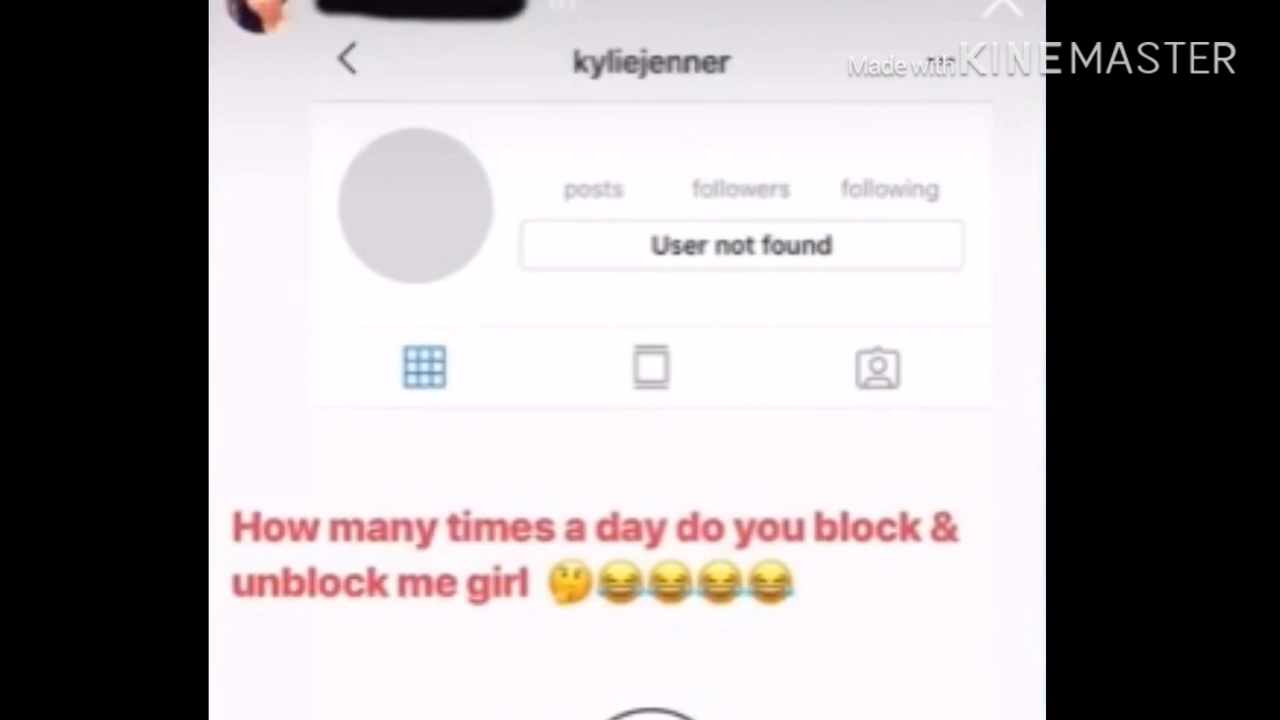 kyliejenner
Made with KINEMASTER
posts followers following
User not found
How many times a day do you block &
unblock me girl 🤔😂😂😂😂